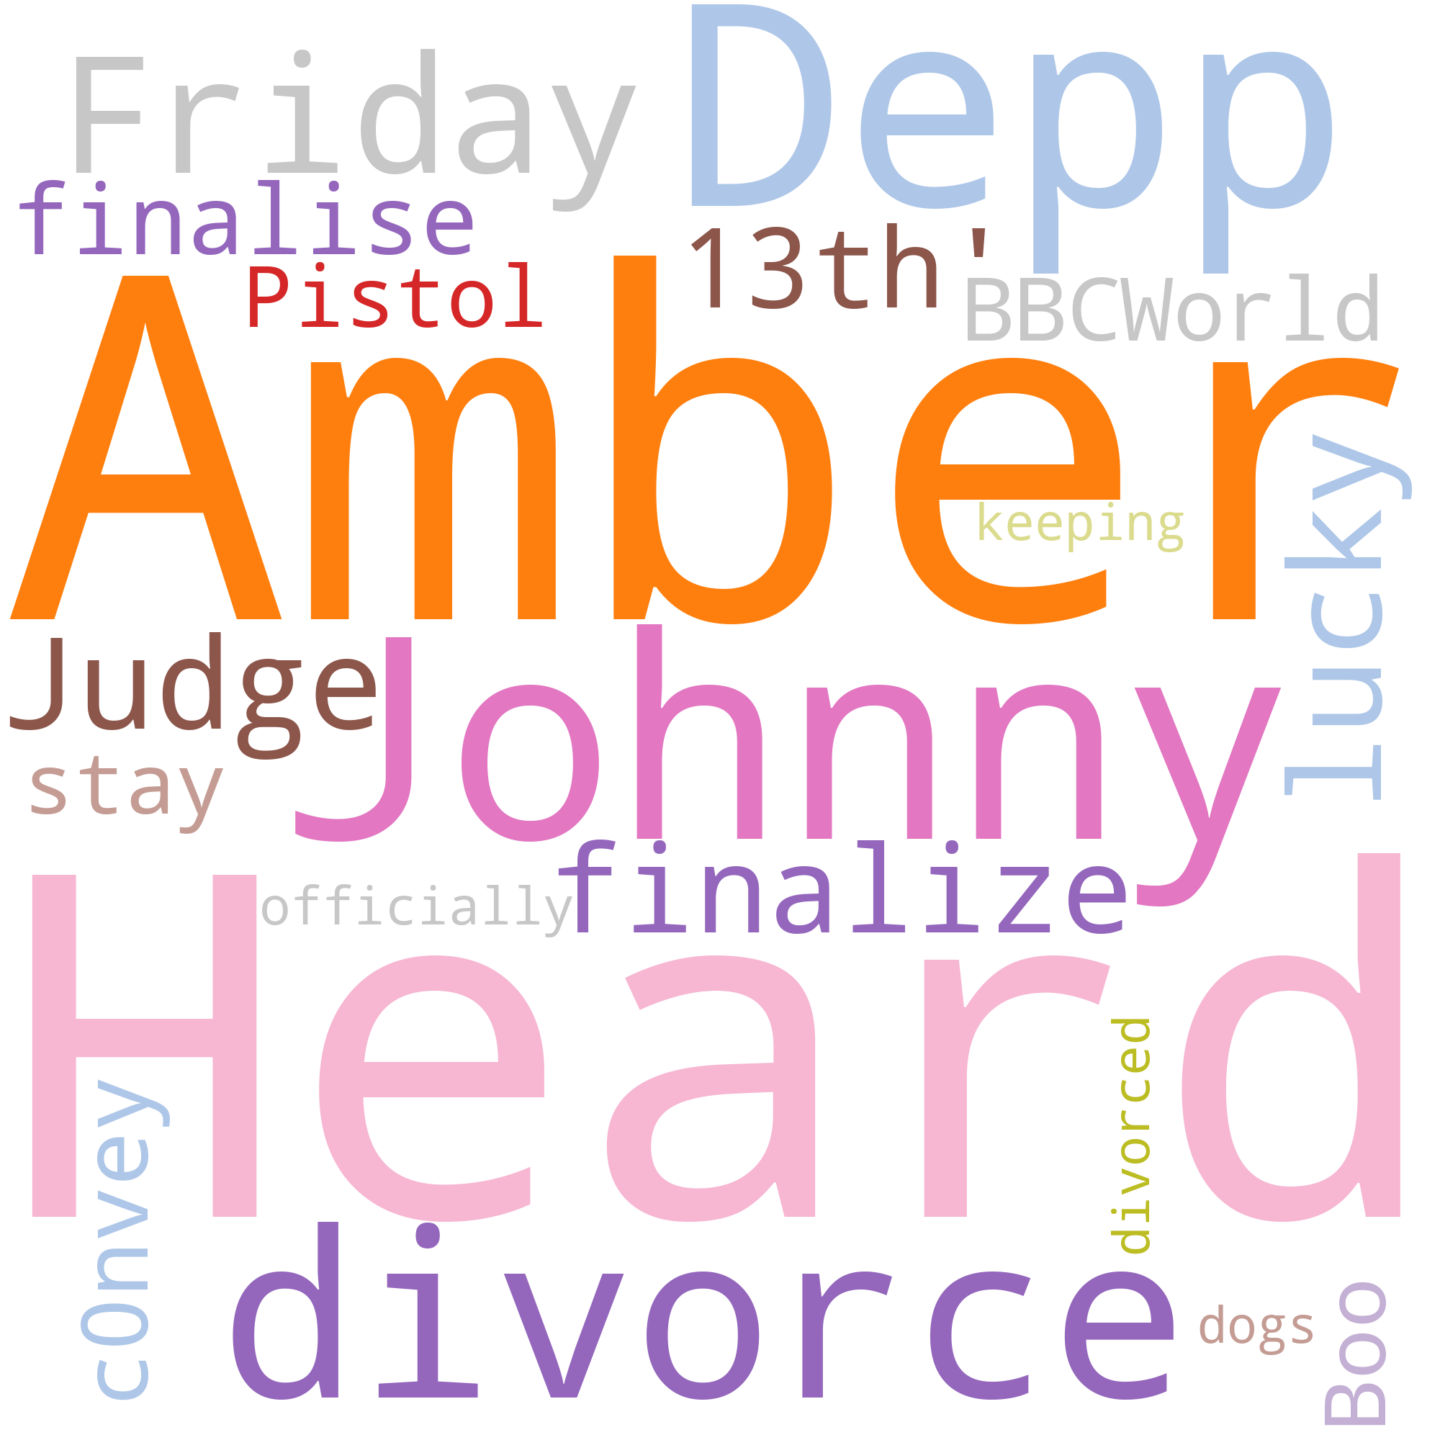 Depp
Friday
finalise
13th'
Pistol
BBCWorld
Amber
keeping
lucky
Judge
Johnny
stay
finalize
officially
Heard
divorced
c0nvey
divorce
dogs
Boo